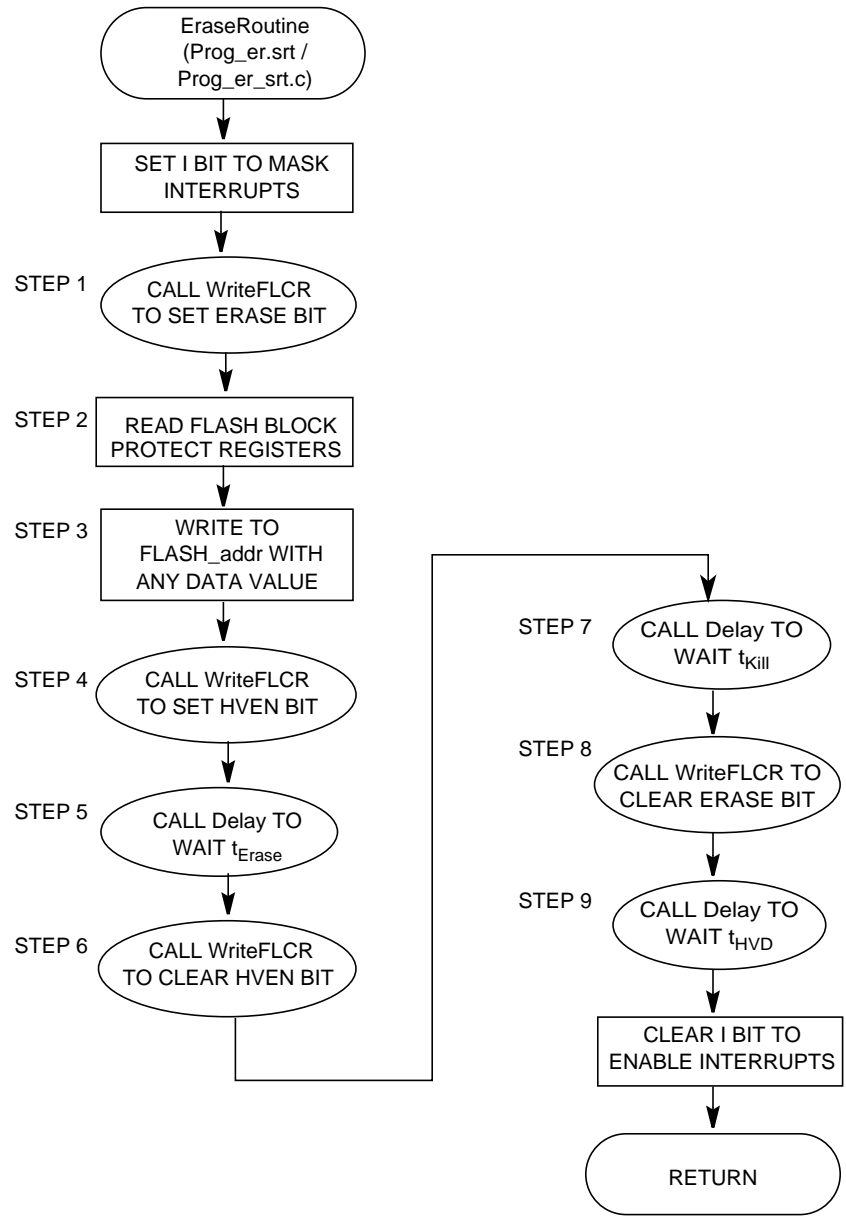 EraseRoutine
(Prog_er.srt /
Prog_er_srt.c)
SET I BIT TO MASK
INTERRUPTS
STEP 1
CALL WriteFLCR
TO SET ERASE BIT
STEP 2
READ FLASH BLOCK
PROTECT REGISTERS
STEP 3
WRITE TO
FLASH_addr WITH
ANY DATA VALUE
STEP 4
CALL WriteFLCR
TO SET HVEN BIT
STEP 5
CALL Delay TO
WAIT tErase
STEP 6
CALL WriteFLCR
TO CLEAR HVEN BIT
STEP 7
CALL Delay TO
WAIT tKill
STEP 8
CALL WriteFLCR TO
CLEAR ERASE BIT
STEP 9
CALL Delay TO
WAIT tHVD
CLEAR I BIT TO
ENABLE INTERRUPTS
RETURN